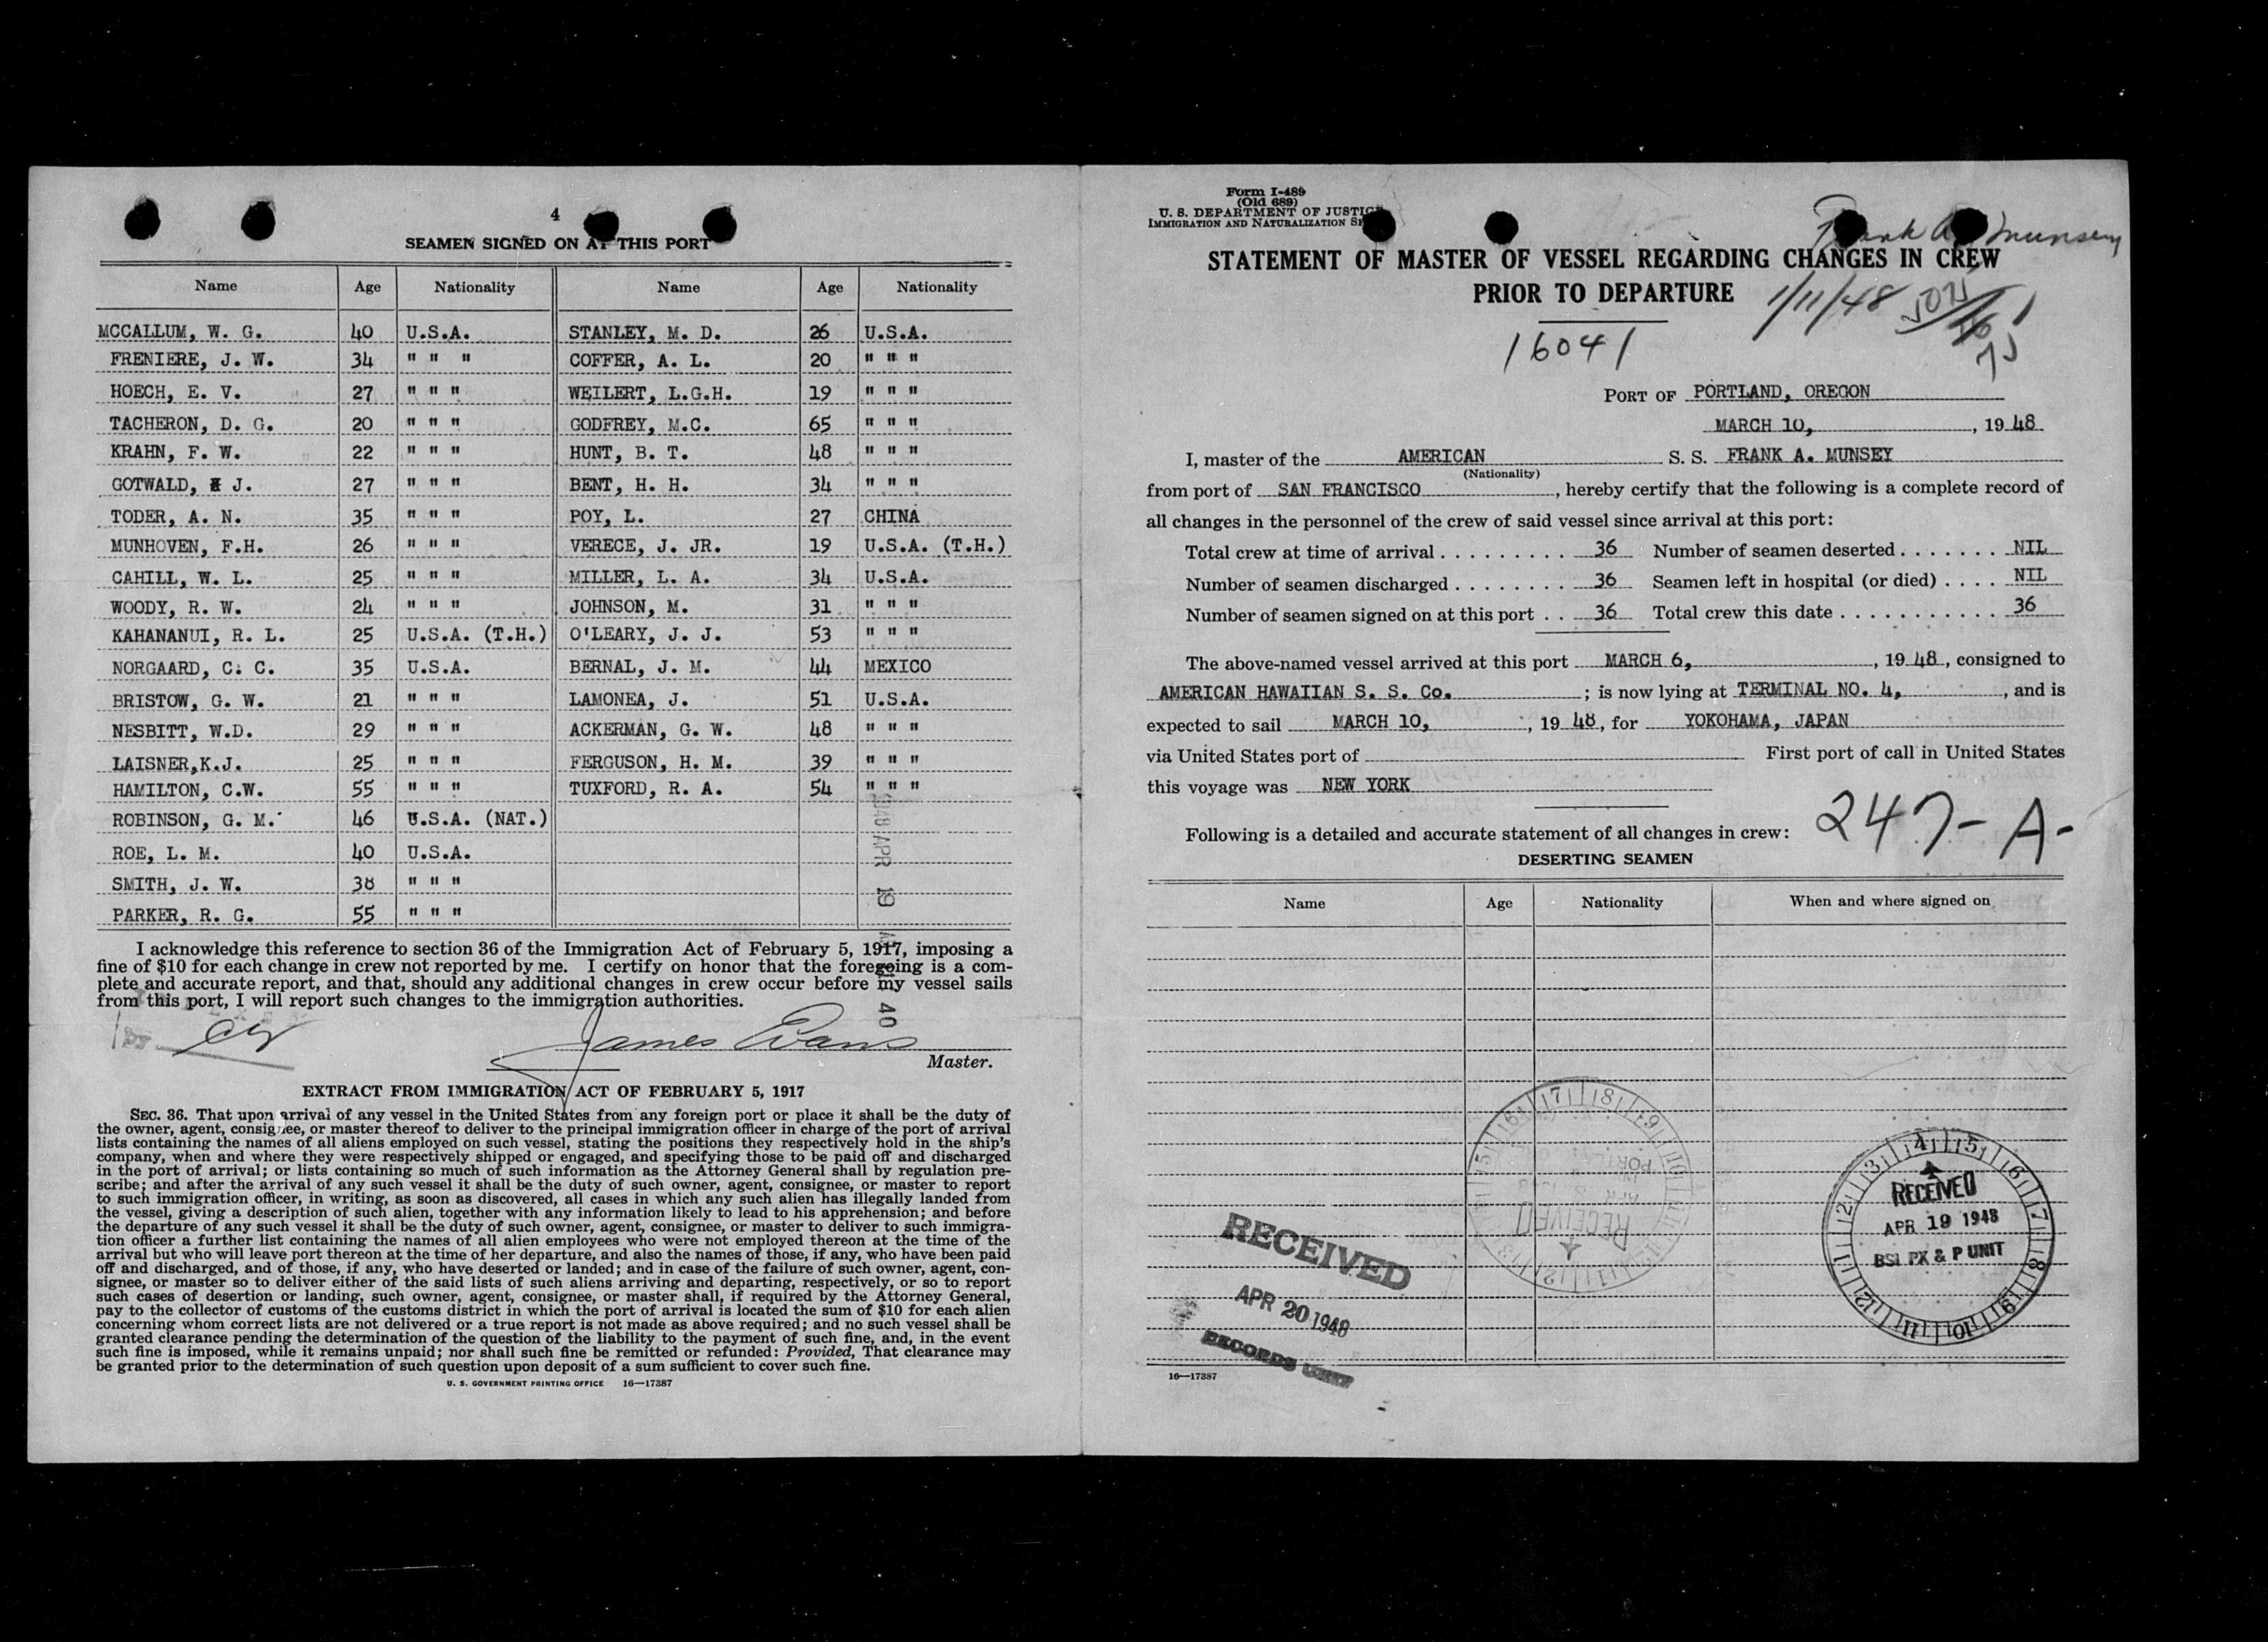 4
SEAMEN SIGNED ON AT THIS PORT
Name Age Nationality Name Age Nationality
MCCALLUM, W. G. 40 U.S.A. STANLEY, M. D. 26 U.S.A.
FRENIERE, J. W. 34 " " " COFFER, A. L. 20 " " "
HOECH, E. V. 27 " " " WEILERT, L.G.H. 19 " " "
TACHERON, D. G. 20 " " " GODFREY, M.C. 65 " " "
KRAHN, F. W. 22 " " " HUNT, B. T. 48 " " "
GOTWALD, J. 27 " " " BENT, H. H. 34 " " "
TODER, A. N. 35 " " " POY, L. 27 CHINA
MUNHOVEN, F.H. 26 " " " VERECE, J. JR. 19 U.S.A. (T.H.)
CAHILL, W. L. 25 " " " MILLER, L. A. 34 U.S.A.
WOODY, R. W. 24 " " " JOHNSON, M. 31 " " "
KAHANANUI, R. L. 25 U.S.A. (T.H.) O'LEARY, J. J. 53 " " "
NORGAARD, C. C. 35 U.S.A. BERNAL, J. M. 44 MEXICO
BRISTOW, G. W. 21 " " " LAMONEA, J. 51 U.S.A.
NESBITT, W.D. 29 " " " ACKERMAN, G. W. 48 " " "
LAISNER,K.J. 25 " " " FERGUSON, H. M. 39 " " "
HAMILTON, C.W. 55 " " " TUXFORD, R. A. 54 " " "
ROBINSON, G. M. 46 U.S.A. (NAT.)
ROE, L. M. 40 U.S.A.
SMITH, J. W. 38 " " "
PARKER, R. G. 55 " " "
I acknowledge this reference to section 36 of the Immigration Act of February 5, 1917, imposing a
fine of $10 for each change in crew not reported by me. I certify on honor that the foregoing is a com-
plete and accurate report, and that, should any additional changes in crew occur before my vessel sails
from this port, I will report such changes to the immigration authorities.
James Evans
Master.
EXTRACT FROM IMMIGRATION ACT OF FEBRUARY 5, 1917
SEC. 36. That upon arrival of any vessel in the United States from any foreign port or place it shall be the duty of
the owner, agent, consignee, or master thereof to deliver to the principal immigration officer in charge of the port of arrival
lists containing the names of all aliens employed on such vessel, stating the positions they respectively hold in the ship's
company, when and where they were respectively shipped or engaged, and specifying those to be paid off and discharged
in the port of arrival; or lists containing so much of such information as the Attorney General shall by regulation pre-
scribe; and after the arrival of any such vessel it shall be the duty of such owner, agent, consignee, or master to report
to such immigration officer, in writing, as soon as discovered, all cases in which any such alien has illegally landed from
the vessel, giving a description of such alien, together with any information likely to lead to his apprehension; and before
the departure of any such vessel it shall be the duty of such owner, agent, consignee, or master to deliver to such immigra-
tion officer a further list containing the names of all alien employees who were not employed thereon at the time of the
arrival but who will leave port thereon at the time of her departure, and also the names of those, if any, who have been paid
off and discharged, and of those, if any, who have deserted or landed; and in case of the failure of such owner, agent, con-
signee, or master so to deliver either of the said lists of such aliens arriving and departing, respectively, or so to report
such cases of desertion or landing, such owner, agent, consignee, or master shall, if required by the Attorney General,
pay to the collector of customs of the customs district in which the port of arrival is located the sum of $10 for each alien
concerning whom correct lists are not delivered or a true report is not made as above required; and no such vessel shall be
granted clearance pending the determination of the question of the liability to the payment of such fine, and, in the event
such fine is imposed, while it remains unpaid; nor shall such fine be remitted or refunded: Provided, That clearance may
be granted prior to the determination of such question upon deposit of a sum sufficient to cover such fine.
U. S. GOVERNMENT PRINTING OFFICE 16—17387
Form I-489
(Old 689)
U. S. DEPARTMENT OF JUSTICE
IMMIGRATION AND NATURALIZATION
Frank A. Munsey
STATEMENT OF MASTER OF VESSEL REGARDING CHANGES IN CREW
PRIOR TO DEPARTURE
1/11/48
16041
PORT OF PORTLAND, OREGON
MARCH 10, , 1948
I, master of the AMERICAN S. S. FRANK A. MUNSEY
(Nationality)
from port of SAN FRANCISCO , hereby certify that the following is a complete record of
all changes in the personnel of the crew of said vessel since arrival at this port:
Total crew at time of arrival . . . . . . . . . . 36 Number of seamen deserted . . . . . . . NIL
Number of seamen discharged . . . . . . . . . 36 Seamen left in hospital (or died) . . . . NIL
Number of seamen signed on at this port . . 36 Total crew this date . . . . . . . . . . . . 36
The above-named vessel arrived at this port MARCH 6, , 1948, consigned to
AMERICAN HAWAIIAN S. S. Co. ; is now lying at TERMINAL NO. 4, , and is
expected to sail MARCH 10, , 1948, for YOKOHAMA, JAPAN
via United States port of First port of call in United States
this voyage was NEW YORK
247-A-
Following is a detailed and accurate statement of all changes in crew:
DESERTING SEAMEN
Name Age Nationality When and where signed on
RECEIVED
APR 19 1948
BSI PX & P UNIT
RECEIVED
APR 20 1948
RECORDS UNIT
16—17387